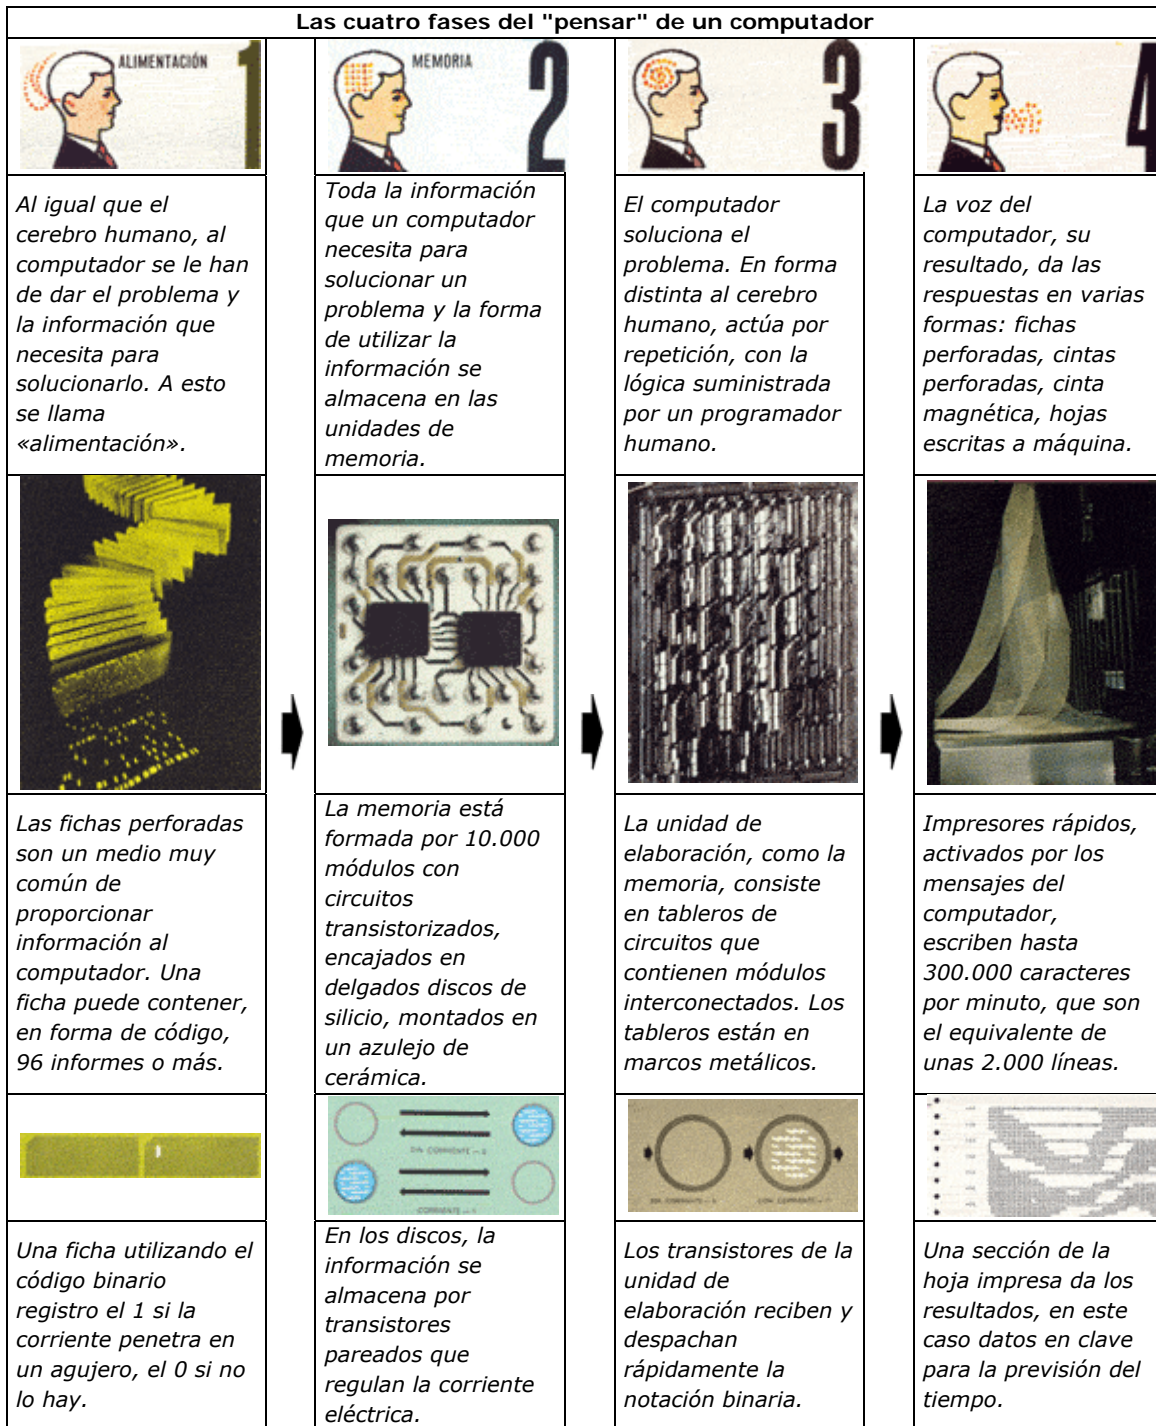 Las cuatro fases del "pensar" de un computador
ALIMENTACIÓN 1
MEMORIA 2
3
4
Al igual que el
cerebro humano, al
computador se le han
de dar el problema y
la información que
necesita para
solucionarlo. A esto
se llama
«alimentación».
Toda la información
que un computador
necesita para
solucionar un
problema y la forma
de utilizar la
información se
almacena en las
unidades de
memoria.
El computador
soluciona el
problema. En forma
distinta al cerebro
humano, actúa por
repetición, con la
lógica suministrada
por un programador
humano.
La voz del
computador, su
resultado, da las
respuestas en varias
formas: fichas
perforadas, cintas
perforadas, cinta
magnética, hojas
escritas a máquina.
Las fichas perforadas
son un medio muy
común de
proporcionar
información al
computador. Una
ficha puede contener,
en forma de código,
96 informes o más.
La memoria está
formada por 10.000
módulos con
circuitos
transistorizados,
encajados en
delgados discos de
silicio, montados en
un azulejo de
cerámica.
La unidad de
elaboración, como la
memoria, consiste
en tableros de
circuitos que
contienen módulos
interconectados. Los
tableros están en
marcos metálicos.
Impresores rápidos,
activados por los
mensajes del
computador,
escriben hasta
300.000 caracteres
por minuto, que son
el equivalente de
unas 2.000 líneas.
SIN CORRIENTE — 0
CORRIENTE — 1
SIN CORRIENTE — 0
CON CORRIENTE — 1
Una ficha utilizando el
código binario
registro el 1 si la
corriente penetra en
un agujero, el 0 si no
lo hay.
En los discos, la
información se
almacena por
transistores
pareados que
regulan la corriente
eléctrica.
Los transistores de la
unidad de
elaboración reciben y
despachan
rápidamente la
notación binaria.
Una sección de la
hoja impresa da los
resultados, en este
caso datos en clave
para la previsión del
tiempo.